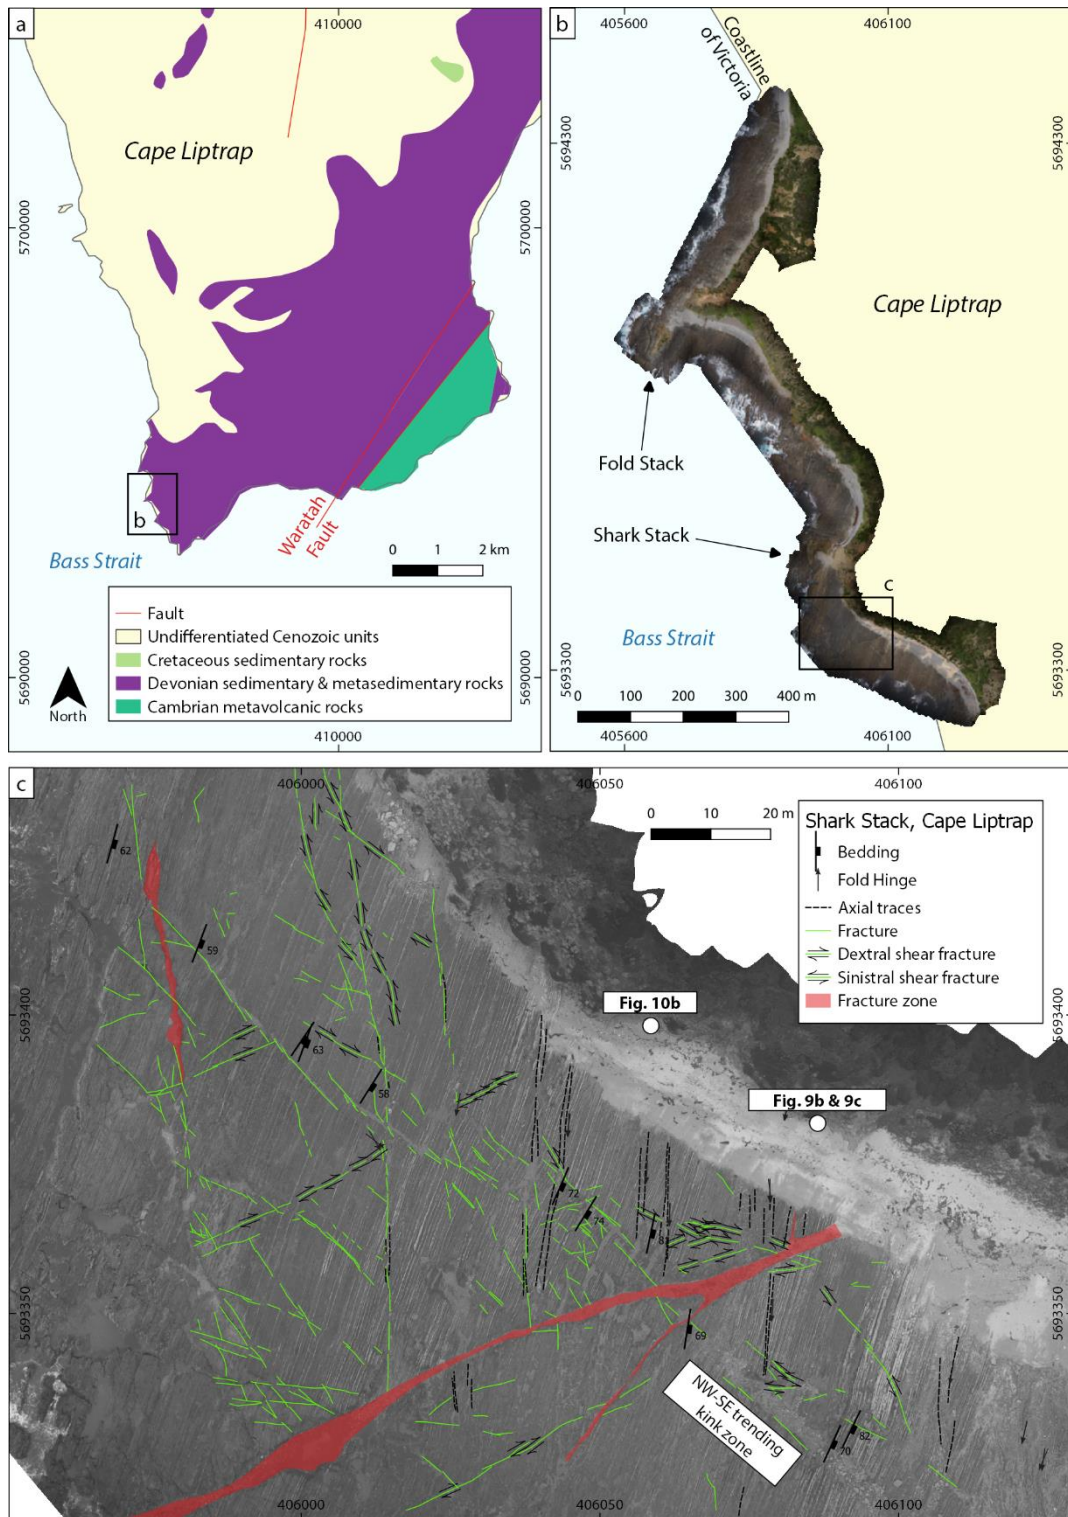 a
410000
Cape Liptrap
5700000
5700000
b
Waratah
Fault
Bass Strait
0 1 2 km
Fault
Undifferentiated Cenozoic units
Cretaceous sedimentary rocks
Devonian sedimentary & metasedimentary rocks
Cambrian metavolcanic rocks
North
5690000
5690000
410000
b
405600
406100
Coastline
of Victoria
5694300
5694300
Cape Liptrap
Fold Stack
Shark Stack
c
Bass Strait
5693300
5693300
0 100 200 300 400 m
405600
406100
c
406000
406050
406100
0 10 20 m
Shark Stack, Cape Liptrap
Bedding
Fold Hinge
Axial traces
Fracture
Dextral shear fracture
Sinistral shear fracture
Fracture zone
62
59
5693400
5693400
Fig. 10b
63
58
Fig. 9b & 9c
72
74
81
5693350
5693350
69
NW-SE trending
kink zone
82
70
406000
406050
406100